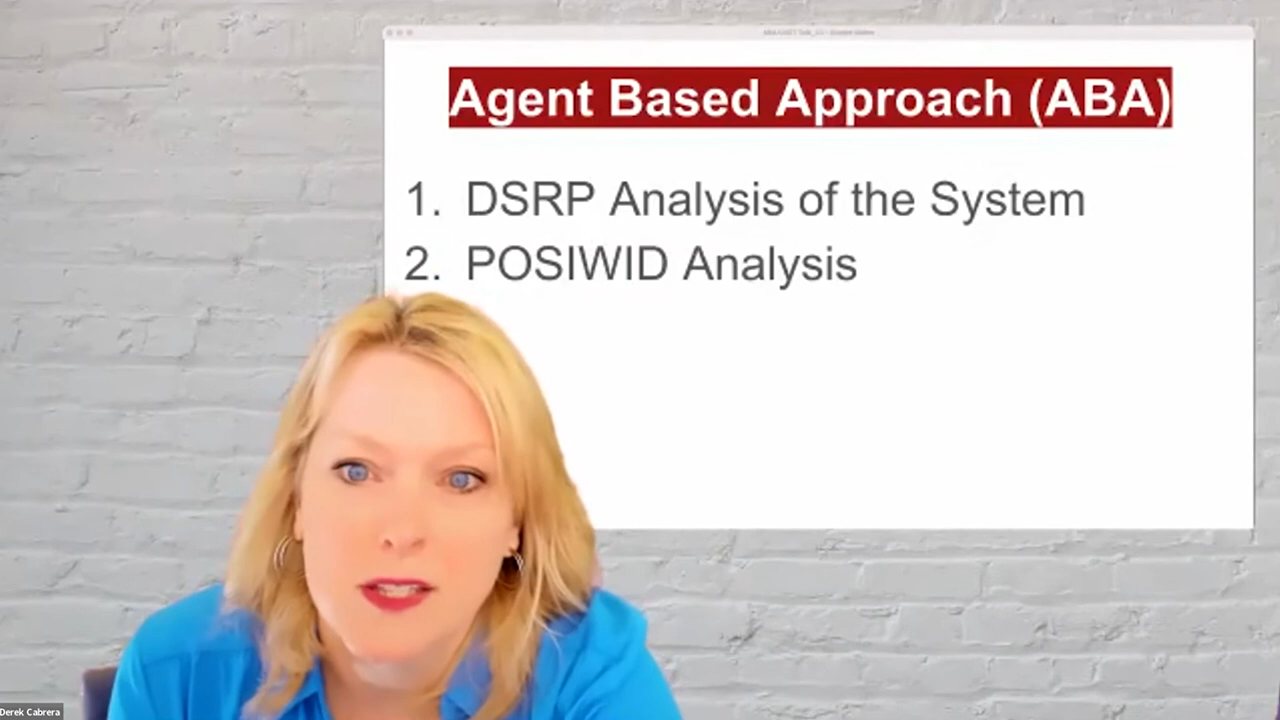 Agent Based Approach (ABA)
1. DSRP Analysis of the System
2. POSIWID Analysis
Derek Cabrera